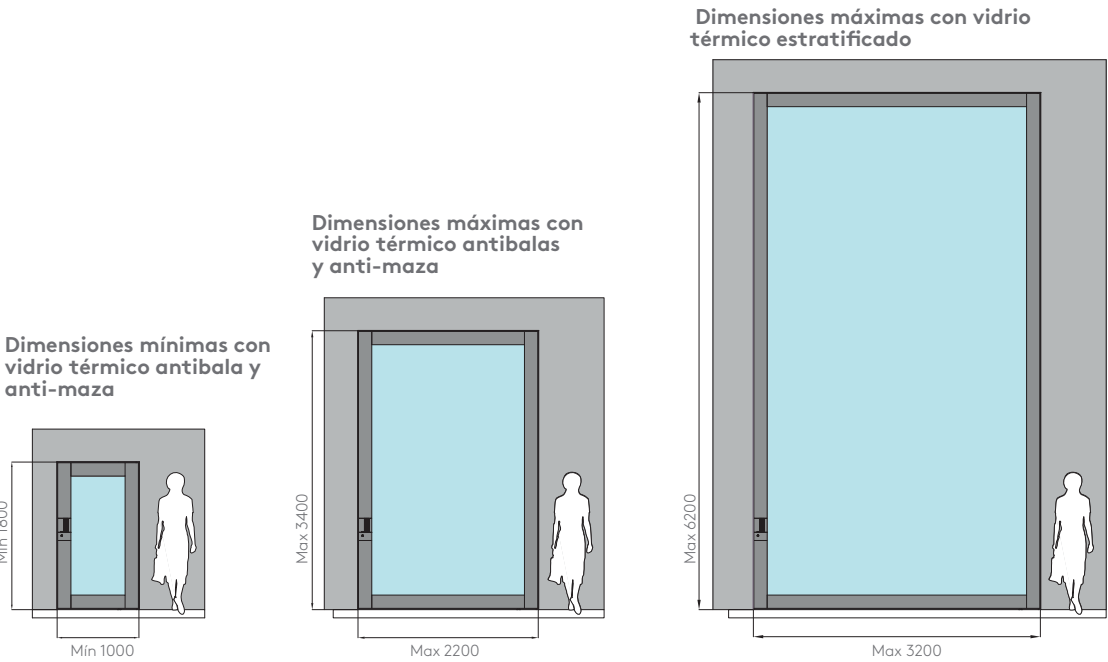 Dimensiones máximas con vidrio
térmico estratificado
Max 6200
Max 3200
Dimensiones máximas con
vidrio térmico antibalas
y anti-maza
Max 3400
Max 2200
Dimensiones mínimas con
vidrio térmico antibala y
anti-maza
Mín 1800
Mín 1000